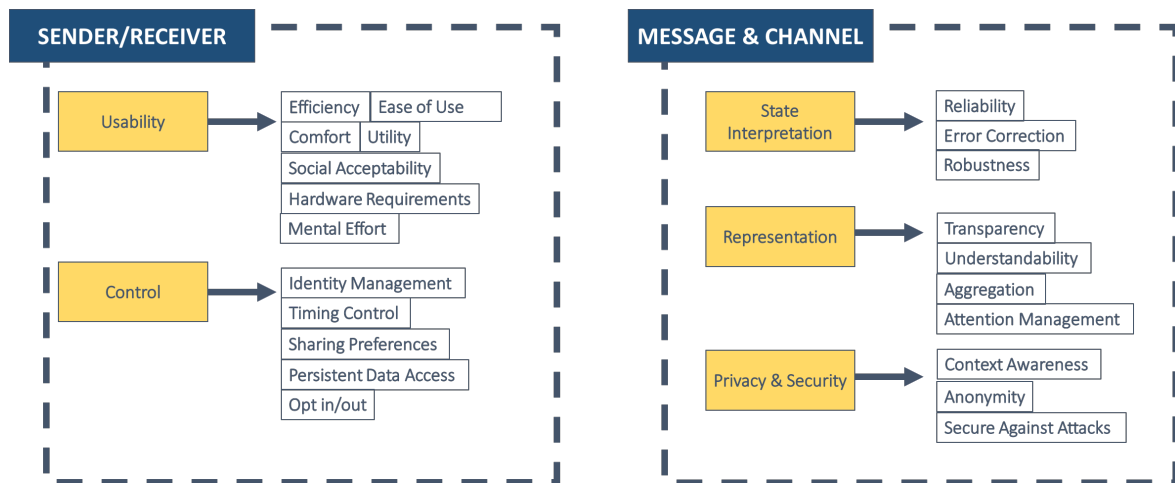 SENDER/RECEIVER
Usability
Efficiency Ease of Use
Comfort Utility
Social Acceptability
Hardware Requirements
Mental Effort
Control
Identity Management
Timing Control
Sharing Preferences
Persistent Data Access
Opt in/out
MESSAGE & CHANNEL
State
Interpretation
Reliability
Error Correction
Robustness
Representation
Transparency
Understandability
Aggregation
Attention Management
Privacy & Security
Context Awareness
Anonymity
Secure Against Attacks